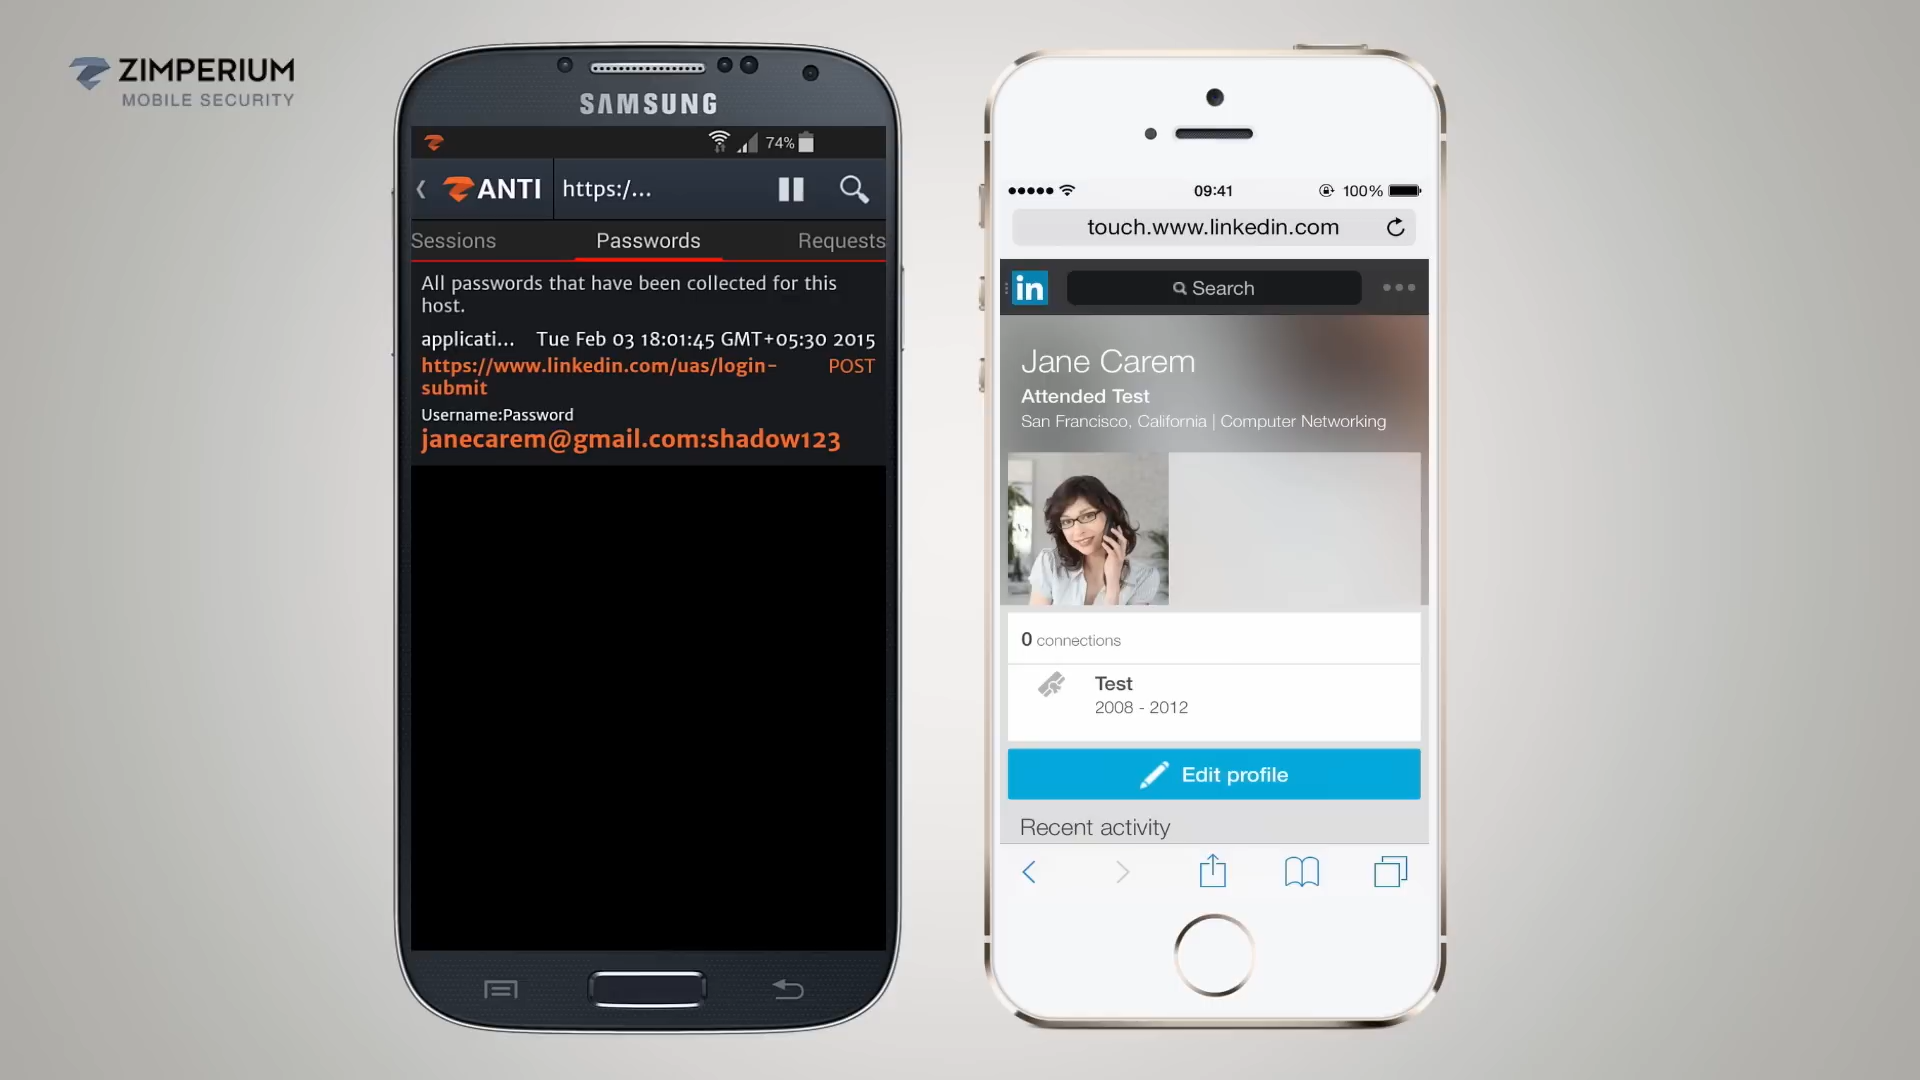 ZIMPERIUM
MOBILE SECURITY
SAMSUNG
74%
ANTI
https:/...
Sessions
Passwords
Requests
All passwords that have been collected for this
host.
applicati... Tue Feb 03 18:01:45 GMT+05:30 2015
https://www.linkedin.com/uas/login- POST
submit
Username:Password
janecarem@gmail.com:shadow123
09:41
100%
touch.www.linkedin.com
in
Search
Jane Carem
Attended Test
San Francisco, California | Computer Networking
0 connections
Test
2008 - 2012
Edit profile
Recent activity